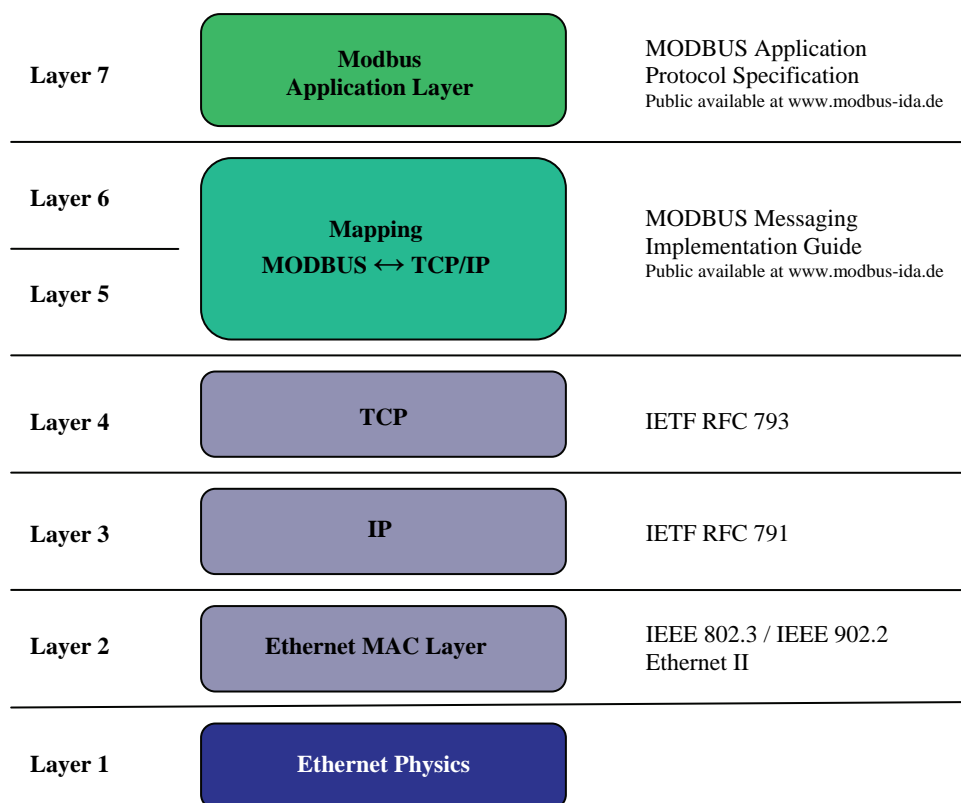 Layer 7
Modbus
Application Layer
MODBUS Application
Protocol Specification
Public available at www.modbus-ida.de
Layer 6
Layer 5
Mapping
MODBUS ↔ TCP/IP
MODBUS Messaging
Implementation Guide
Public available at www.modbus-ida.de
Layer 4
TCP
IETF RFC 793
Layer 3
IP
IETF RFC 791
Layer 2
Ethernet MAC Layer
IEEE 802.3 / IEEE 902.2
Ethernet II
Layer 1
Ethernet Physics